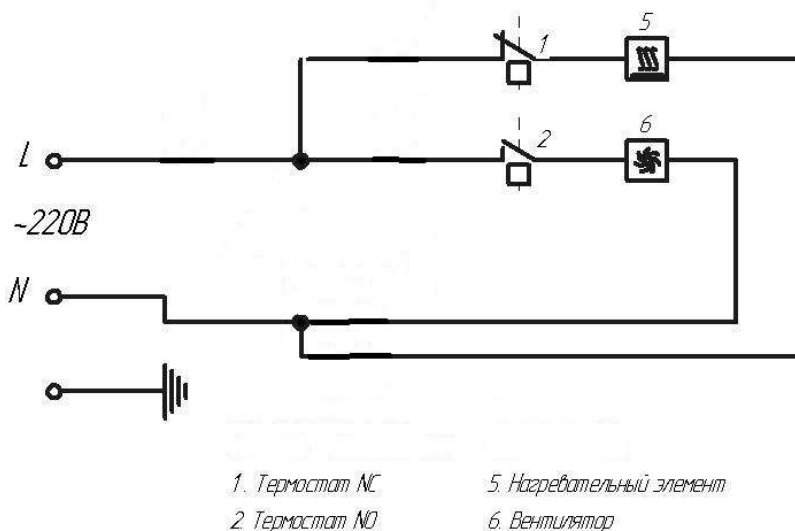 5
1
L
2
6
~220В
N
1. Термостат NC
5. Нагревательный элемент
2 Термостат NO
6. Вентилятор